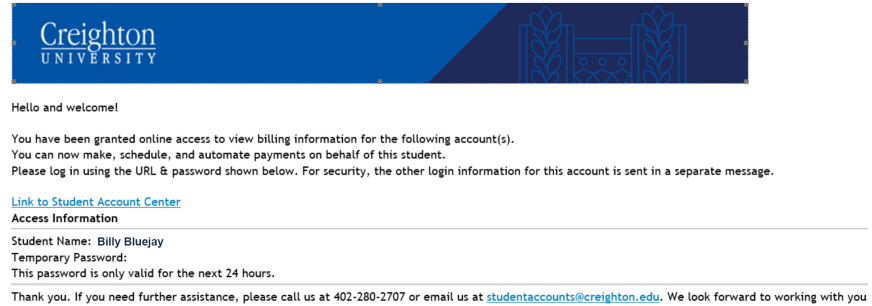 Creighton
UNIVERSITY
Hello and welcome!
You have been granted online access to view billing information for the following account(s).
You can now make, schedule, and automate payments on behalf of this student.
Please log in using the URL & password shown below. For security, the other login information for this account is sent in a separate message.
Link to Student Account Center
Access Information
Student Name: Billy Bluejay
Temporary Password:
This password is only valid for the next 24 hours.
Thank you. If you need further assistance, please call us at 402-280-2707 or email us at studentaccounts@creighton.edu. We look forward to working with you.